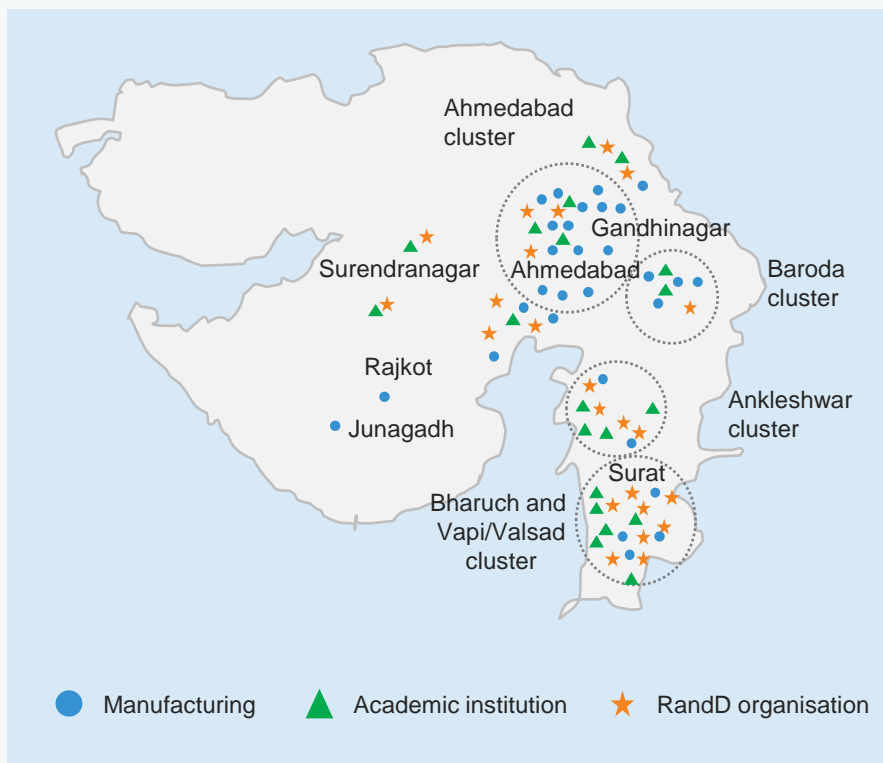 Ahmedabad
cluster
Gandhinagar
Surendranagar
Ahmedabad
Baroda
cluster
Rajkot
Junagadh
Ankleshwar
cluster
Surat
Bharuch and
Vapi/Valsad
cluster
Manufacturing
Academic institution
RandD organisation